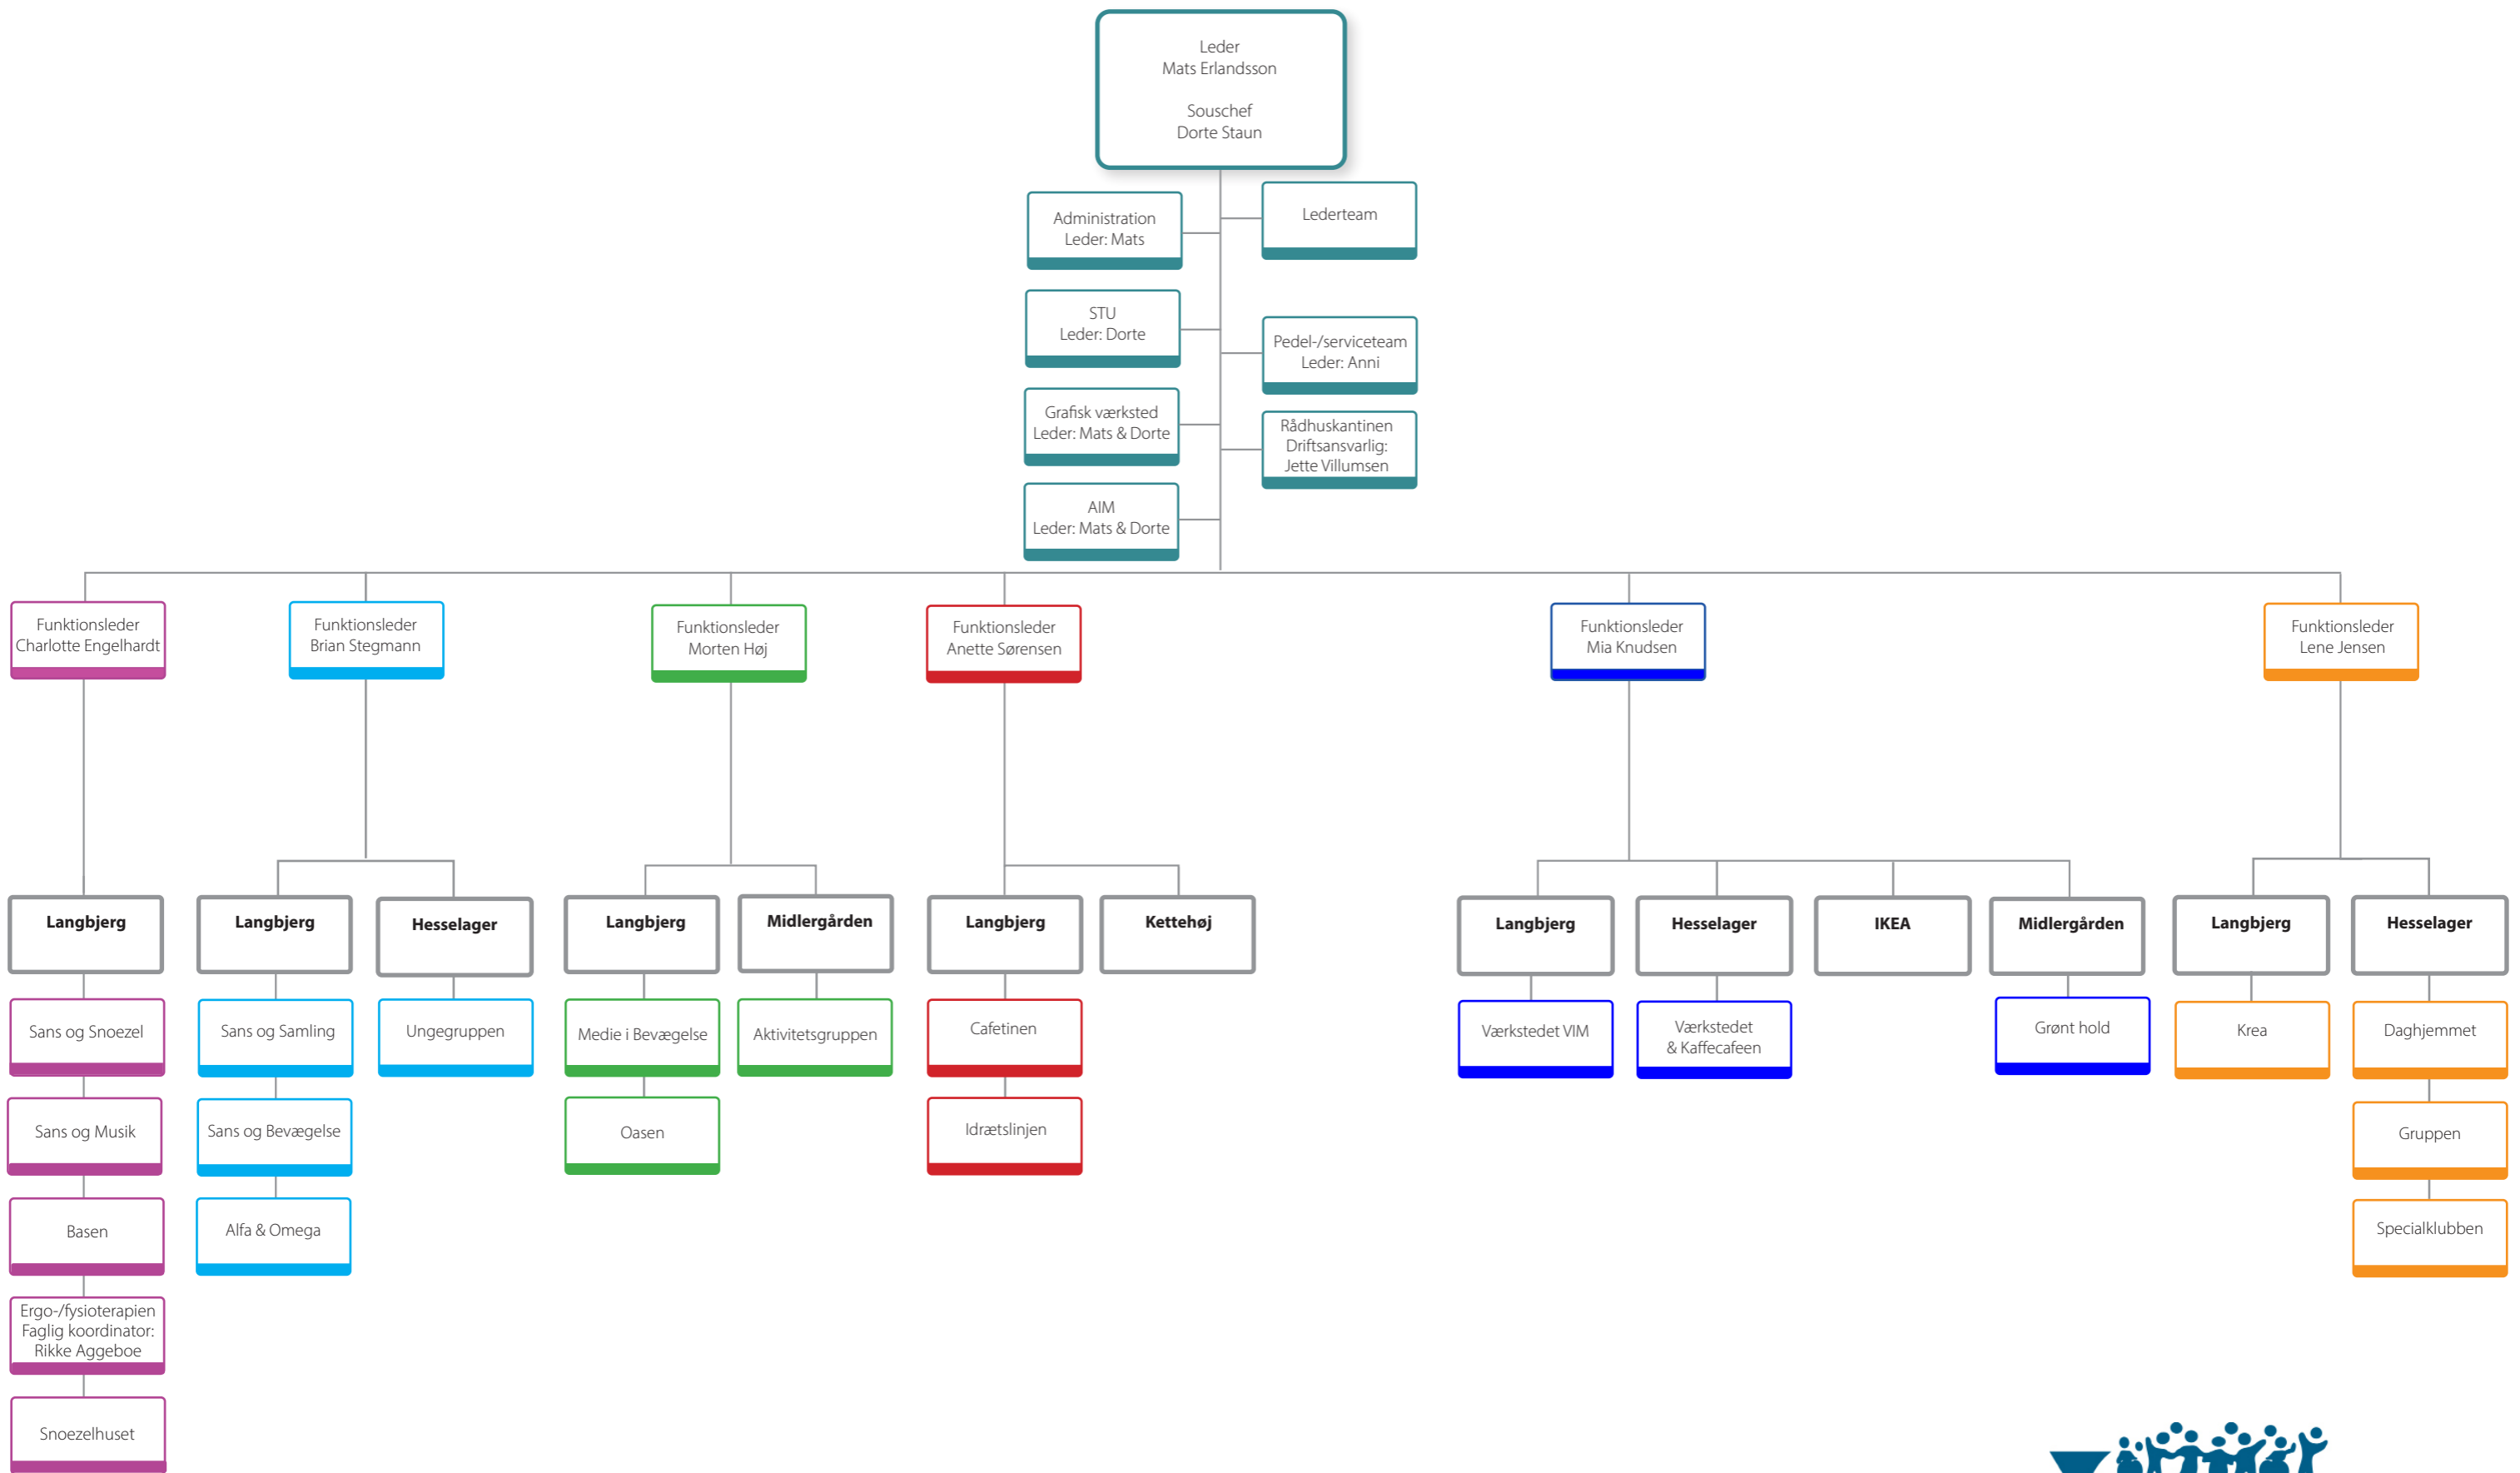 Leder
Mats Erlandsson
Souschef
Dorte Staun
Administration
Leder: Mats
Lederteam
STU
Leder: Dorte
Pedel-/serviceteam
Leder: Anni
Grafisk værksted
Leder: Mats & Dorte
Rådhuskantinen
Driftsansvarlig:
Jette Villumsen
AIM
Leder: Mats & Dorte
Funktionsleder
Charlotte Engelhardt
Funktionsleder
Brian Stegmann
Funktionsleder
Morten Høj
Funktionsleder
Anette Sørensen
Funktionsleder
Mia Knudsen
Funktionsleder
Lene Jensen
Langbjerg
Langbjerg
Hesselager
Langbjerg
Midlergården
Langbjerg
Kettehøj
Langbjerg
Hesselager
IKEA
Midlergården
Langbjerg
Hesselager
Sans og Snoezel
Sans og Samling
Ungegruppen
Medie i Bevægelse
Aktivitetsgruppen
Cafetinen
Værkstedet VIM
Værkstedet
& Kaffecafeen
Grønt hold
Krea
Daghjemmet
Sans og Musik
Sans og Bevægelse
Oasen
Idrætslinjen
Gruppen
Basen
Alfa & Omega
Specialklubben
Ergo-/fysioterapien
Faglig koordinator:
Rikke Aggeboe
Snoezelhuset